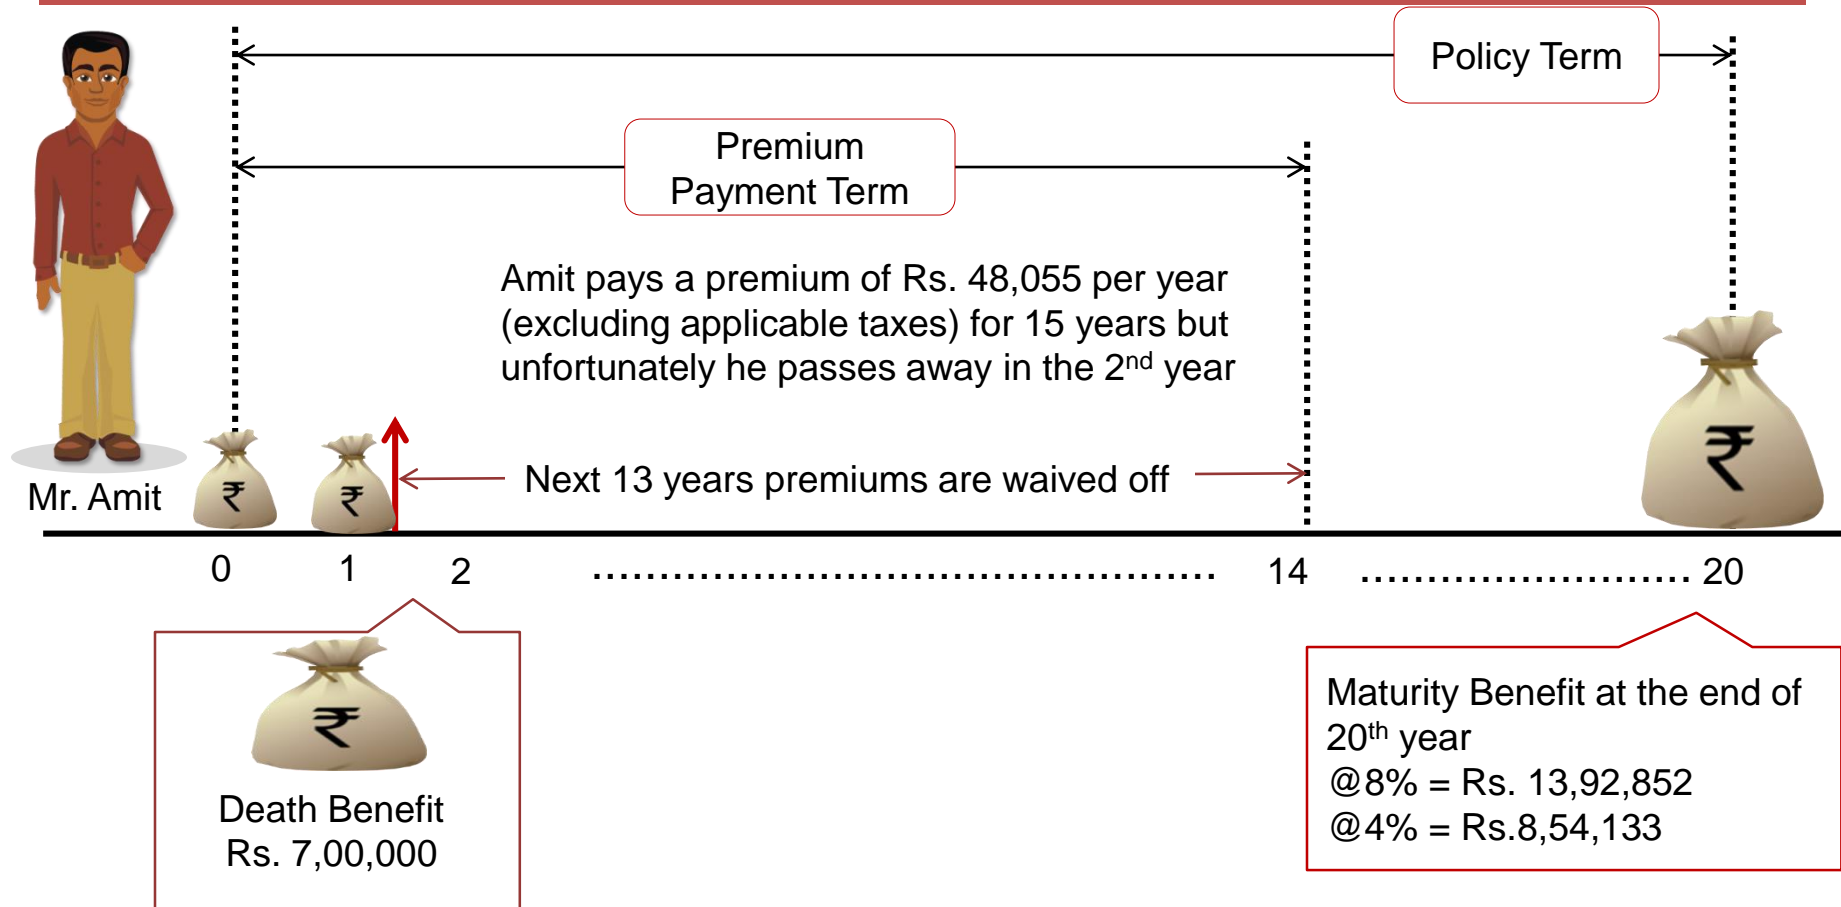 Policy Term
Premium
Payment Term
Amit pays a premium of Rs. 48,055 per year
(excluding applicable taxes) for 15 years but
unfortunately he passes away in the 2nd year
Next 13 years premiums are waived off
Mr. Amit
₹
₹
₹
0
1
2
........................................................
14
..............................
20
₹
Death Benefit
Rs. 7,00,000
Maturity Benefit at the end of
20th year
@8% = Rs. 13,92,852
@4% = Rs.8,54,133